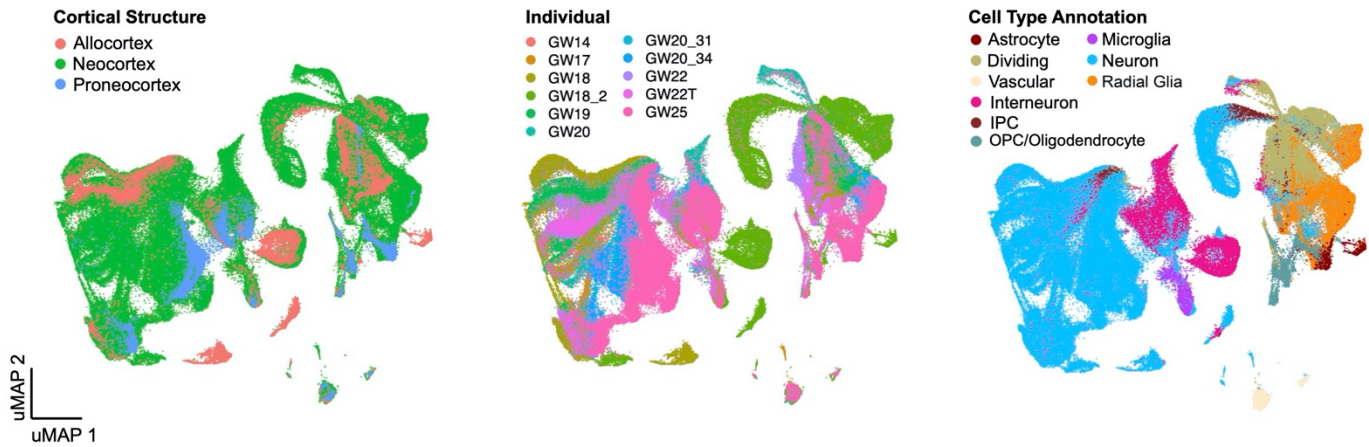 Cortical Structure
Allocortex
Neocortex
Proneocortex
Individual
GW14
GW17
GW18
GW18_2
GW19
GW20
GW20_31
GW20_34
GW22
GW22T
GW25
Cell Type Annotation
Astrocyte
Dividing
Vascular
Interneuron
IPC
OPC/Oligodendrocyte
Microglia
Neuron
Radial Glia
uMAP 2
uMAP 1